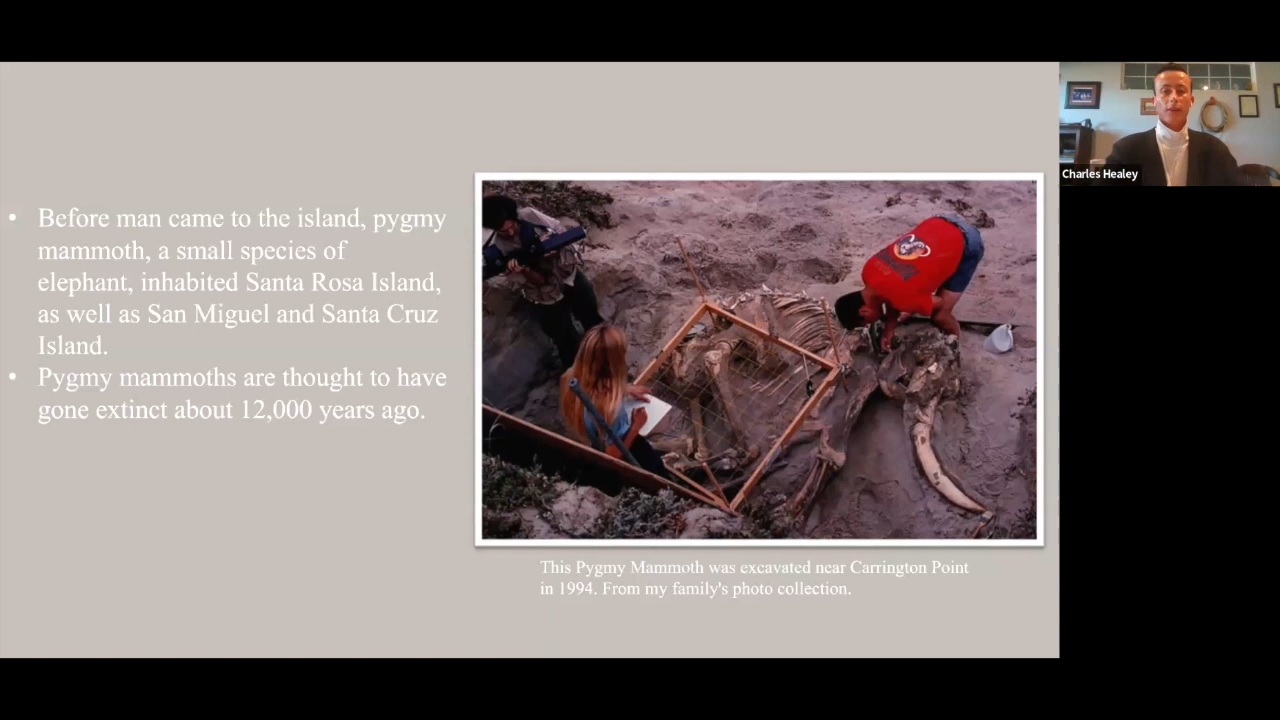 • Before man came to the island, pygmy
mammoth, a small species of
elephant, inhabited Santa Rosa Island,
as well as San Miguel and Santa Cruz
Island.
• Pygmy mammoths are thought to have
gone extinct about 12,000 years ago.
This Pygmy Mammoth was excavated near Carrington Point
in 1994. From my family's photo collection.
Charles Healey